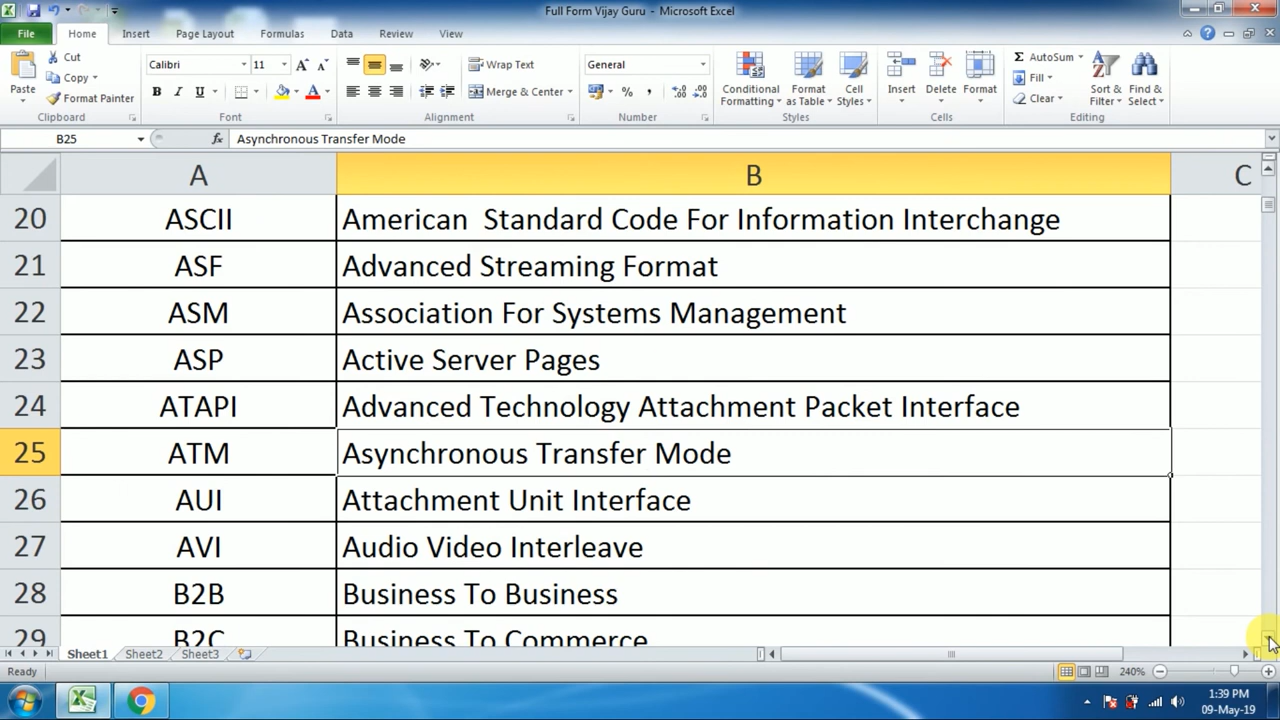 Full Form Vijay Guru - Microsoft Excel
File Home Insert Page Layout Formulas Data Review View
Paste Cut Copy Format Painter Clipboard
Calibri 11 A A B I U A Font
Wrap Text Merge & Center Alignment
General % , Number
Conditional Formatting Format as Table Cell Styles Styles
Insert Delete Format Cells
Σ AutoSum Fill Clear Sort & Filter Find & Select Editing
B25 fx Asynchronous Transfer Mode
A B C
20 ASCII American  Standard Code For Information Interchange
21 ASF Advanced Streaming Format
22 ASM Association For Systems Management
23 ASP Active Server Pages
24 ATAPI Advanced Technology Attachment Packet Interface
25 ATM Asynchronous Transfer Mode
26 AUI Attachment Unit Interface
27 AVI Audio Video Interleave
28 B2B Business To Business
29 B2C Business To Commerce
Sheet1 Sheet2 Sheet3
Ready 240%
1:39 PM
09-May-19